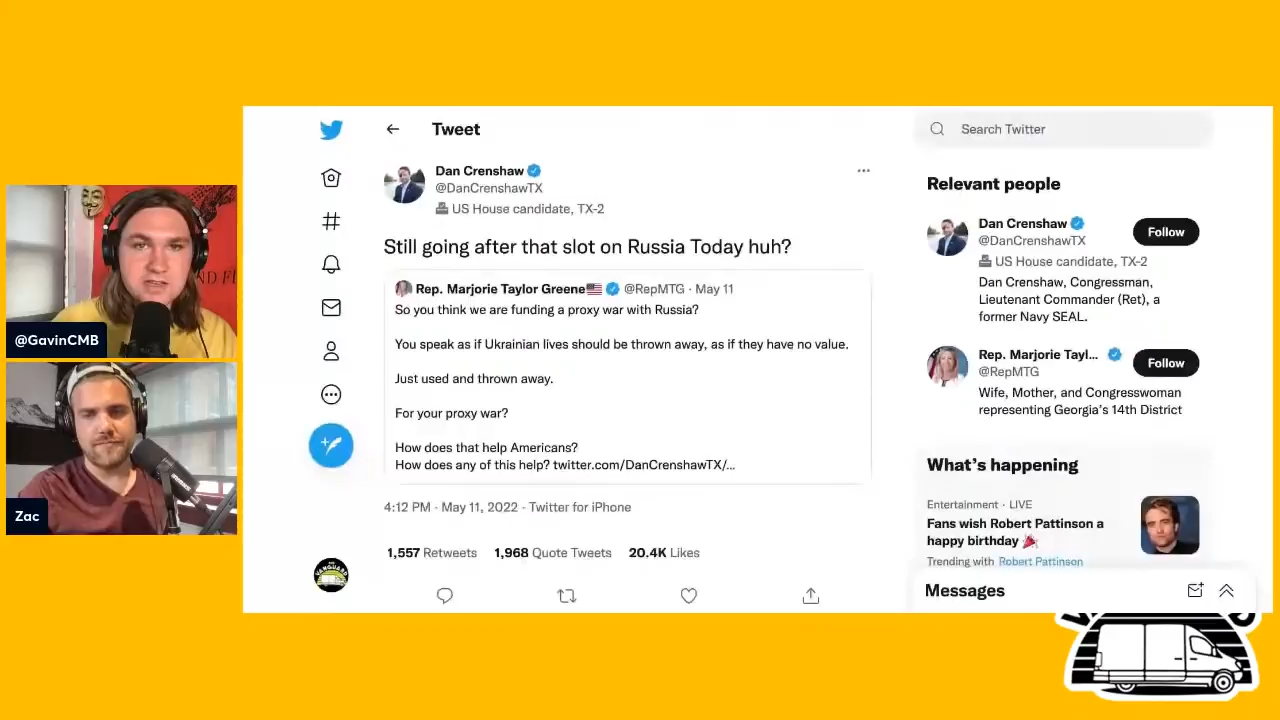 Tweet
Dan Crenshaw
@DanCrenshawTX
US House candidate, TX-2
Still going after that slot on Russia Today huh?
Rep. Marjorie Taylor Greene🇺🇸 @RepMTG · May 11
So you think we are funding a proxy war with Russia?
You speak as if Ukrainian lives should be thrown away, as if they have no value.
Just used and thrown away.
For your proxy war?
How does that help Americans?
How does any of this help? twitter.com/DanCrenshawTX/...
4:12 PM · May 11, 2022 · Twitter for iPhone
1,557 Retweets 1,968 Quote Tweets 20.4K Likes
Search Twitter
Relevant people
Dan Crenshaw
@DanCrenshawTX
Follow
US House candidate, TX-2
Dan Crenshaw, Congressman,
Lieutenant Commander (Ret), a
former Navy SEAL.
Rep. Marjorie Tayl...
@RepMTG
Follow
Wife, Mother, and Congresswoman
representing Georgia's 14th District
What's happening
Entertainment · LIVE
Fans wish Robert Pattinson a
happy birthday 🎉
Trending with Robert Pattinson
Messages
@GavinCMB
Zac
VANGUARD